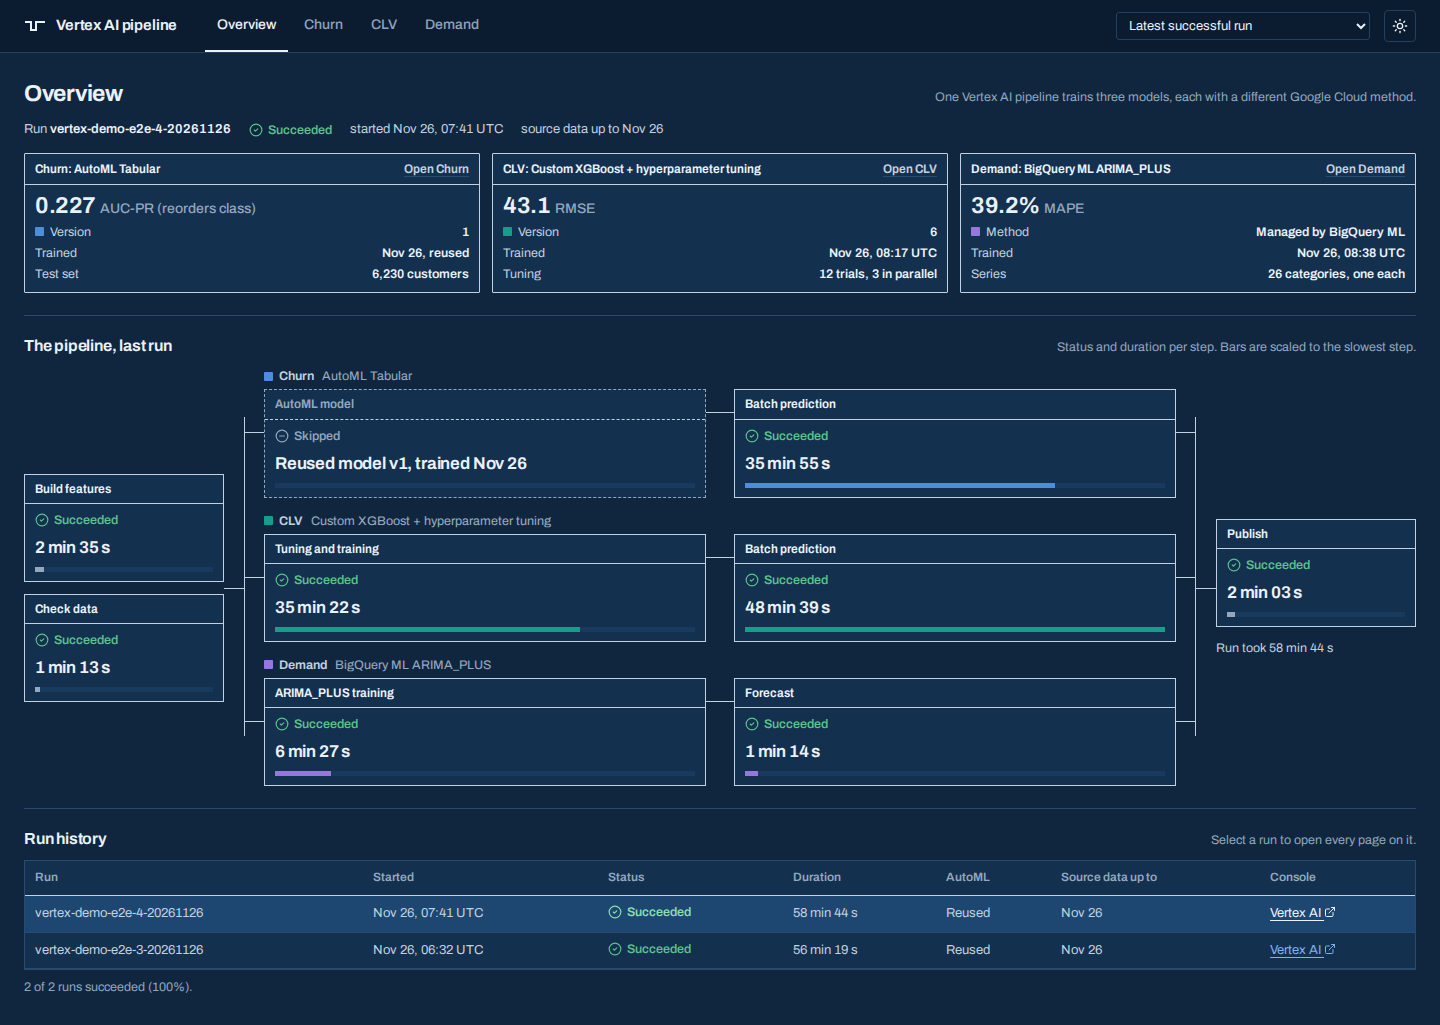 Vertex AI pipeline Overview Churn CLV Demand Latest successful run
Overview One Vertex AI pipeline trains three models, each with a different Google Cloud method.
Run vertex-demo-e2e-4-20261126 Succeeded started Nov 26, 07:41 UTC source data up to Nov 26
Churn: AutoML Tabular Open Churn
0.227 AUC-PR (reorders class)
Version 1
Trained Nov 26, reused
Test set 6,230 customers
CLV: Custom XGBoost + hyperparameter tuning Open CLV
43.1 RMSE
Version 6
Trained Nov 26, 08:17 UTC
Tuning 12 trials, 3 in parallel
Demand: BigQuery ML ARIMA_PLUS Open Demand
39.2% MAPE
Method Managed by BigQuery ML
Trained Nov 26, 08:38 UTC
Series 26 categories, one each
The pipeline, last run Status and duration per step. Bars are scaled to the slowest step.
Build features
Succeeded
2 min 35 s
Check data
Succeeded
1 min 13 s
Churn AutoML Tabular
AutoML model
Skipped
Reused model v1, trained Nov 26
Batch prediction
Succeeded
35 min 55 s
CLV Custom XGBoost + hyperparameter tuning
Tuning and training
Succeeded
35 min 22 s
Batch prediction
Succeeded
48 min 39 s
Demand BigQuery ML ARIMA_PLUS
ARIMA_PLUS training
Succeeded
6 min 27 s
Forecast
Succeeded
1 min 14 s
Publish
Succeeded
2 min 03 s
Run took 58 min 44 s
Run history Select a run to open every page on it.
Run Started Status Duration AutoML Source data up to Console
vertex-demo-e2e-4-20261126 Nov 26, 07:41 UTC Succeeded 58 min 44 s Reused Nov 26 Vertex AI
vertex-demo-e2e-3-20261126 Nov 26, 06:32 UTC Succeeded 56 min 19 s Reused Nov 26 Vertex AI
2 of 2 runs succeeded (100%).